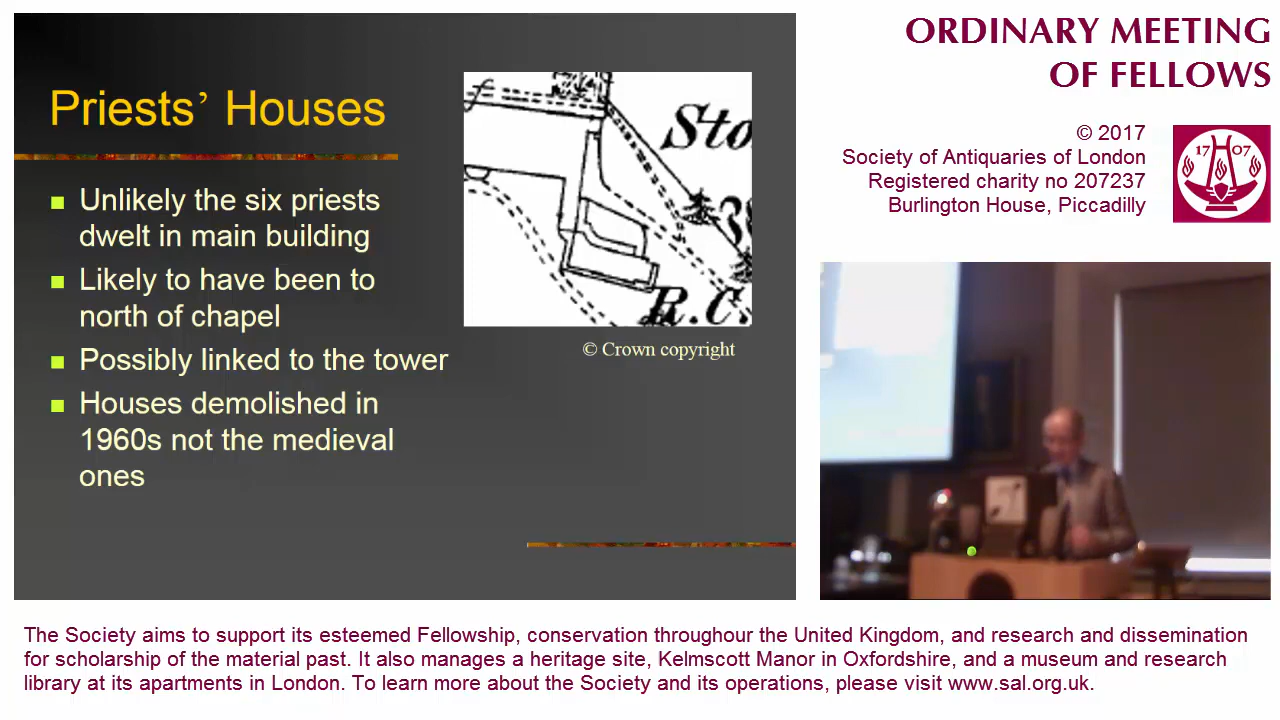 Priests’ Houses
Unlikely the six priests
dwelt in main building
Likely to have been to
north of chapel
Possibly linked to the tower
Houses demolished in
1960s not the medieval
ones
Sto
R.C.
© Crown copyright
ORDINARY MEETING
OF FELLOWS
© 2017
Society of Antiquaries of London
Registered charity no 207237
Burlington House, Piccadilly
17 07
The Society aims to support its esteemed Fellowship, conservation throughour the United Kingdom, and research and dissemination
for scholarship of the material past. It also manages a heritage site, Kelmscott Manor in Oxfordshire, and a museum and research
library at its apartments in London. To learn more about the Society and its operations, please visit www.sal.org.uk.